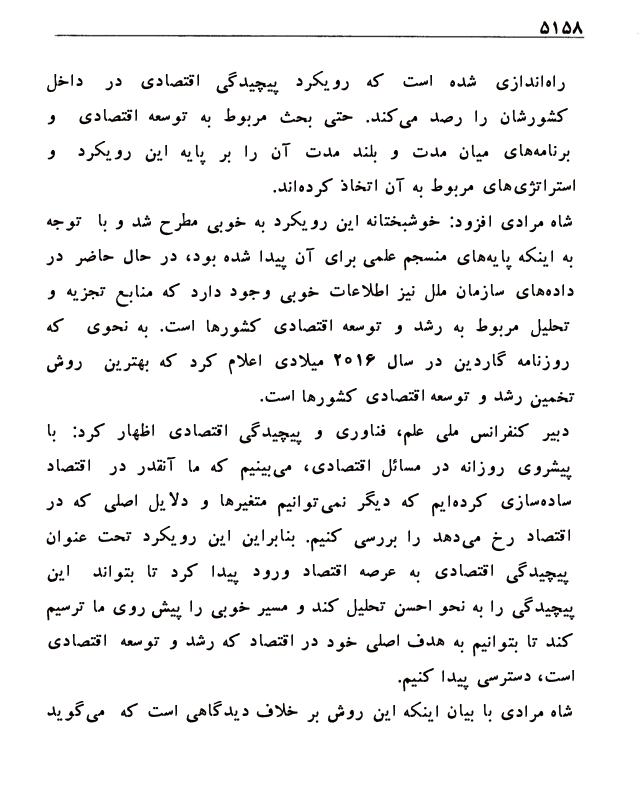 ۵۱۵۸
راه‌اندازی شده است که رویکرد پیچیدگی اقتصادی در داخل
کشورشان را رصد می‌کند. حتی بحث مربوط به توسعه اقتصادی و
برنامه‌های میان مدت و بلند مدت آن را بر پایه این رویکرد و
استراتژی‌های مربوط به آن اتخاذ کرده‌اند.
شاه مرادی افزود: خوشبختانه این رویکرد به خوبی مطرح شد و با توجه
به اینکه پایه‌های منسجم علمی برای آن پیدا شده بود، در حال حاضر در
داده‌های سازمان ملل نیز اطلاعات خوبی وجود دارد که منابع تجزیه و
تحلیل مربوط به رشد و توسعه اقتصادی کشورها است. به نحوی که
روزنامه گاردین در سال ۲۰۱۶ میلادی اعلام کرد که بهترین روش
تخمین رشد و توسعه اقتصادی کشورها است.
دبیر کنفرانس ملی علم، فناوری و پیچیدگی اقتصادی اظهار کرد: با
پیشروی روزانه در مسائل اقتصادی، می‌بینیم که ما آنقدر در اقتصاد
ساده‌سازی کرده‌ایم که دیگر نمی‌توانیم متغیرها و دلایل اصلی که در
اقتصاد رخ می‌دهد را بررسی کنیم. بنابراین این رویکرد تحت عنوان
پیچیدگی اقتصادی به عرصه اقتصاد ورود پیدا کرد تا بتواند این
پیچیدگی را به نحو احسن تحلیل کند و مسیر خوبی را پیش روی ما ترسیم
کند تا بتوانیم به هدف اصلی خود در اقتصاد که رشد و توسعه اقتصادی
است، دسترسی پیدا کنیم.
شاه مرادی با بیان اینکه این روش بر خلاف دیدگاهی است که می‌گوید